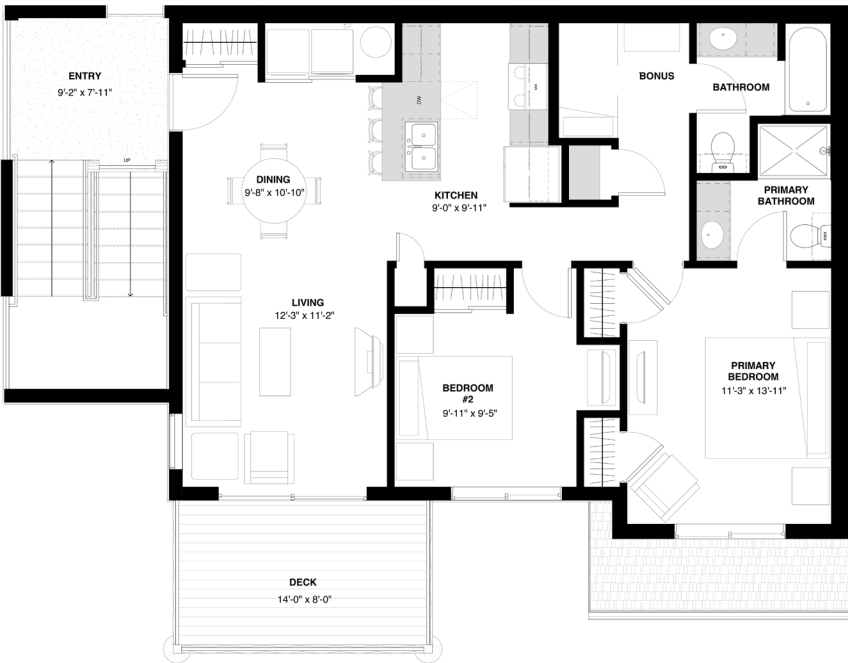 ENTRY
9'-2" x 7'-11"
UP
DINING
9'-8" x 10'-10"
DW
KITCHEN
9'-0" x 9'-11"
BONUS
BATHROOM
PRIMARY
BATHROOM
LIVING
12'-3" x 11'-2"
BEDROOM
#2
9'-11" x 9'-5"
PRIMARY
BEDROOM
11'-3" x 13'-11"
DECK
14'-0" x 8'-0"